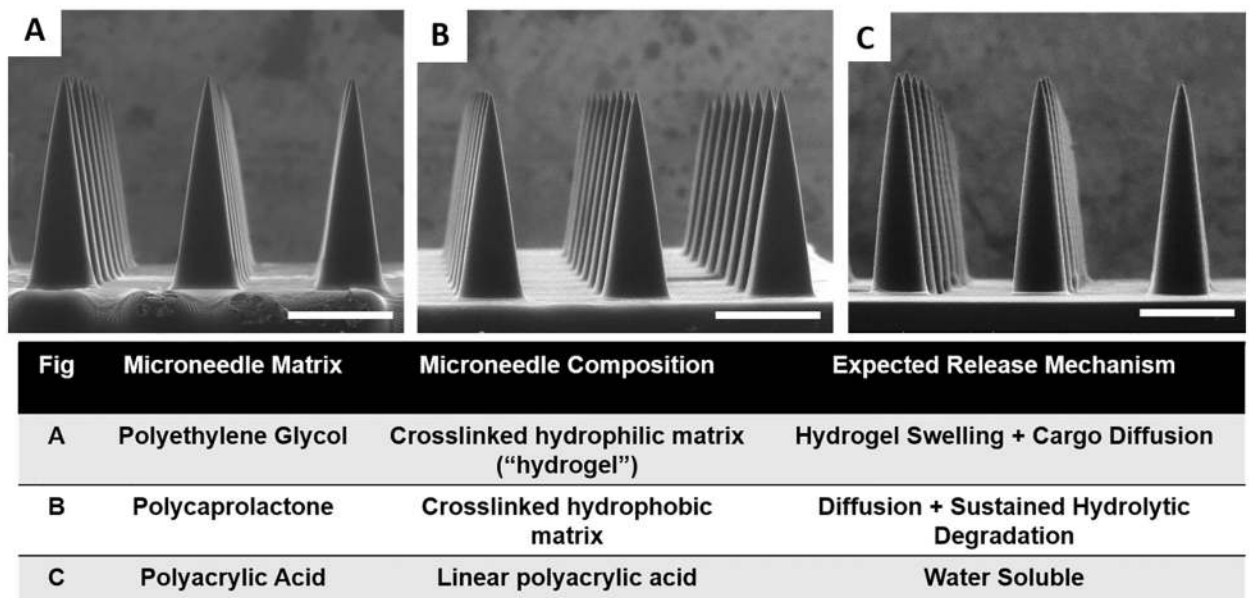 A
B
C
Fig Microneedle Matrix Microneedle Composition Expected Release Mechanism
A Polyethylene Glycol Crosslinked hydrophilic matrix Hydrogel Swelling + Cargo Diffusion
(“hydrogel”)
B Polycaprolactone Crosslinked hydrophobic Diffusion + Sustained Hydrolytic
matrix Degradation
C Polyacrylic Acid Linear polyacrylic acid Water Soluble